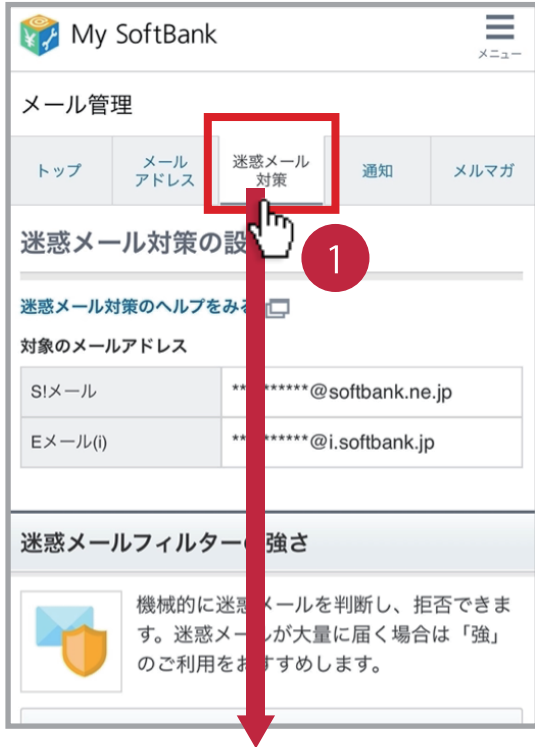 My SoftBank
メニュー
メール管理
トップ
メール
アドレス
迷惑メール
対策
通知
メルマガ
迷惑メール対策の設
1
迷惑メール対策のヘルプをみ
対象のメールアドレス
S!メール
**********@softbank.ne.jp
Eメール(i)
**********@i.softbank.jp
迷惑メールフィルター 強さ
機械的に迷惑メールを判断し、拒否できま
す。迷惑メールが大量に届く場合は「強」
のご利用をおすすめします。